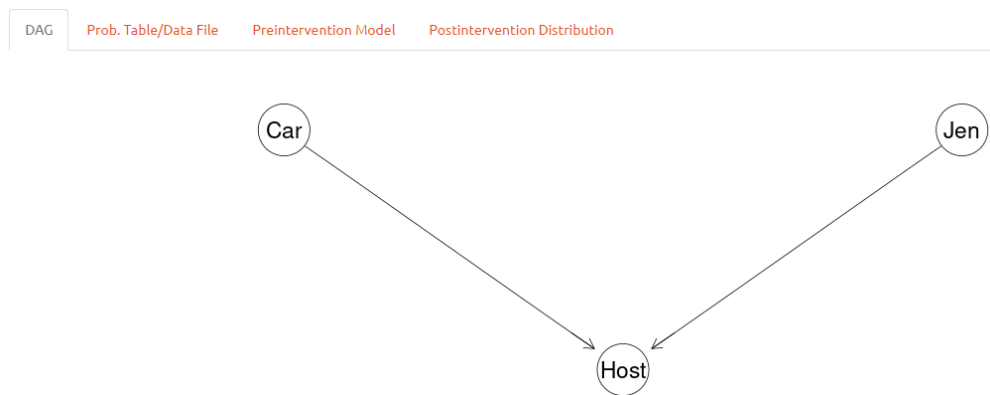 DAG Prob. Table/Data File Preintervention Model Postintervention Distribution
Car Jen
Host